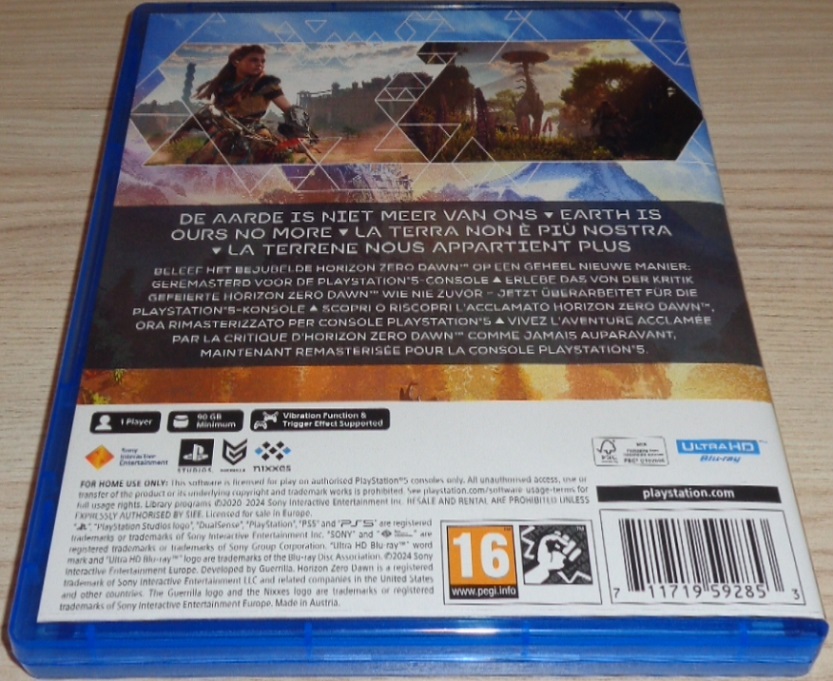 DE AARDE IS NIET MEER VAN ONS ▼ EARTH IS
OURS NO MORE ▼ LA TERRA NON È PIÙ NOSTRA
▼ LA TERRENE NOUS APPARTIENT PLUS
BELEEF HET BEJUBELDE HORIZON ZERO DAWN™ OP EEN GEHEEL NIEUWE MANIER:
GEREMASTERD VOOR DE PLAYSTATION®5-CONSOLE ▲ ERLEBE DAS VON DER KRITIK
GEFEIERTE HORIZON ZERO DAWN™ WIE NIE ZUVOR – JETZT ÜBERARBEITET FÜR DIE
PLAYSTATION®5-KONSOLE ▲ SCOPRI O RISCOPRI L'ACCLAMATO HORIZON ZERO DAWN™,
ORA RIMASTERIZZATO PER CONSOLE PLAYSTATION®5 ▲ VIVEZ L'AVENTURE ACCLAMÉE
PAR LA CRITIQUE D'HORIZON ZERO DAWN™ COMME JAMAIS AUPARAVANT,
MAINTENANT REMASTERISÉE POUR LA CONSOLE PLAYSTATION®5.
1 Player
90 GB
Minimum
Vibration Function &
Trigger Effect Supported
Sony
Interactive
Entertainment
STUDIOS
GUERRILLA
nixxes
FSC
MIX
ULTRA HD
Blu-ray
FOR HOME USE ONLY: This software is licensed for play on authorised PlayStation®5 consoles only. All unauthorised access, use or
transfer of the product or its underlying copyright and trademark works is prohibited. See playstation.com/software-usage-terms for
full usage rights. Library programs ©2020-2024 Sony Interactive Entertainment Inc. RESALE AND RENTAL ARE PROHIBITED UNLESS
EXPRESSLY AUTHORISED BY SIEE. Licensed for sale in Europe.
", "PlayStation Studios logo", "DualSense", "PlayStation", "PS5" and "PS5" are registered
trademarks or trademarks of Sony Interactive Entertainment Inc. "SONY" and " " are
registered trademarks or trademarks of Sony Group Corporation. "Ultra HD Blu-ray" word
mark and "Ultra HD Blu-ray" logo are trademarks of the Blu-ray Disc Association. ©2024 Sony
Interactive Entertainment Europe. Developed by Guerrilla. Horizon Zero Dawn is a registered
trademark of Sony Interactive Entertainment LLC and related companies in the United States
and other countries. The Guerrilla logo and the Nixxes logo are trademarks or registered
trademarks of Sony Interactive Entertainment Europe. Made in Austria.
playstation.com
16
www.pegi.info
7 11719 59285 3